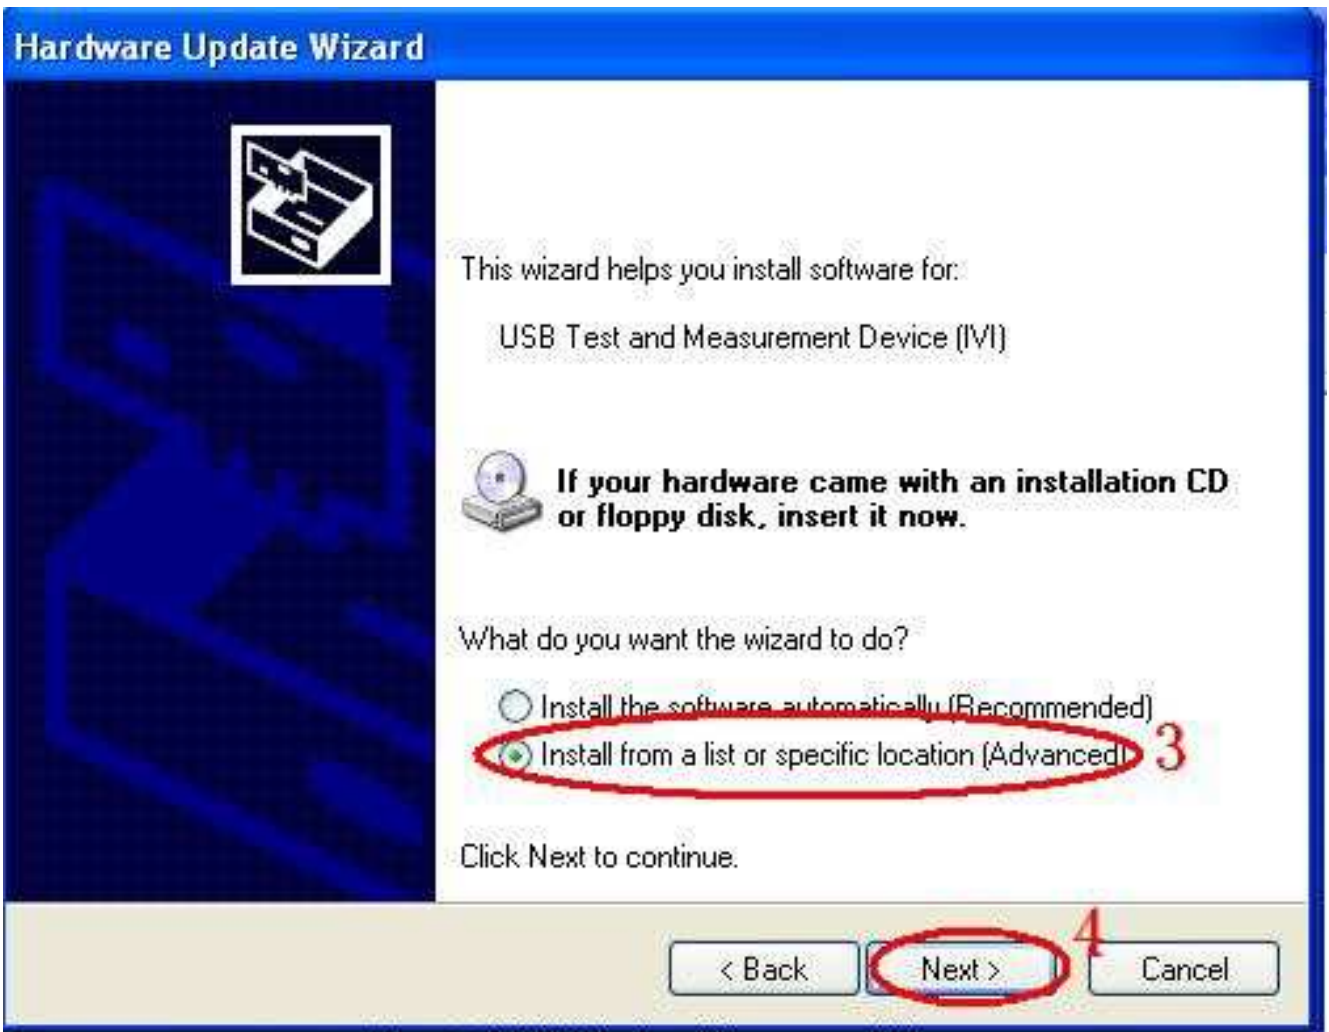 Hardware Update Wizard
This wizard helps you install software for:
USB Test and Measurement Device (IVI)
If your hardware came with an installation CD
or floppy disk, insert it now.
What do you want the wizard to do?
Install the software automatically (Recommended)
Install from a list or specific location (Advanced) 3
Click Next to continue.
4
< Back Next > Cancel